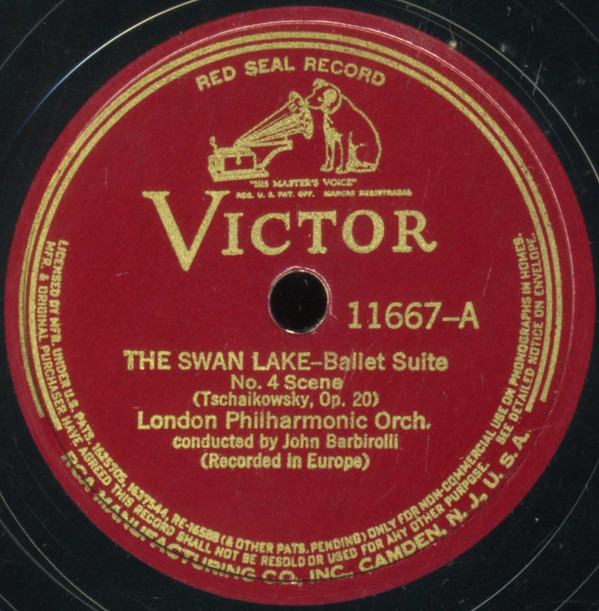 RED SEAL RECORD
"HIS MASTER'S VOICE"
REG. U.S. PAT. OFF. MARCAS REGISTRADAS
VICTOR
11667-A
THE SWAN LAKE-Ballet Suite
No. 4 Scene
(Tschaikowsky, Op. 20)
London Philharmonic Orch.
conducted by John Barbirolli
(Recorded in Europe)
LICENSED BY MFR. UNDER U.S. PATS. 1635705, 1637544, RE-16588 (& OTHER PATS. PENDING) ONLY FOR NON-COMMERCIAL USE ON PHONOGRAPHS IN HOMES.
MFR. & ORIGINAL PURCHASER HAVE AGREED THIS RECORD SHALL NOT BE RESOLD OR USED FOR ANY OTHER PURPOSE. SEE DETAILED NOTICE ON ENVELOPE.
RCA MANUFACTURING CO., INC., CAMDEN, N. J., U. S. A.